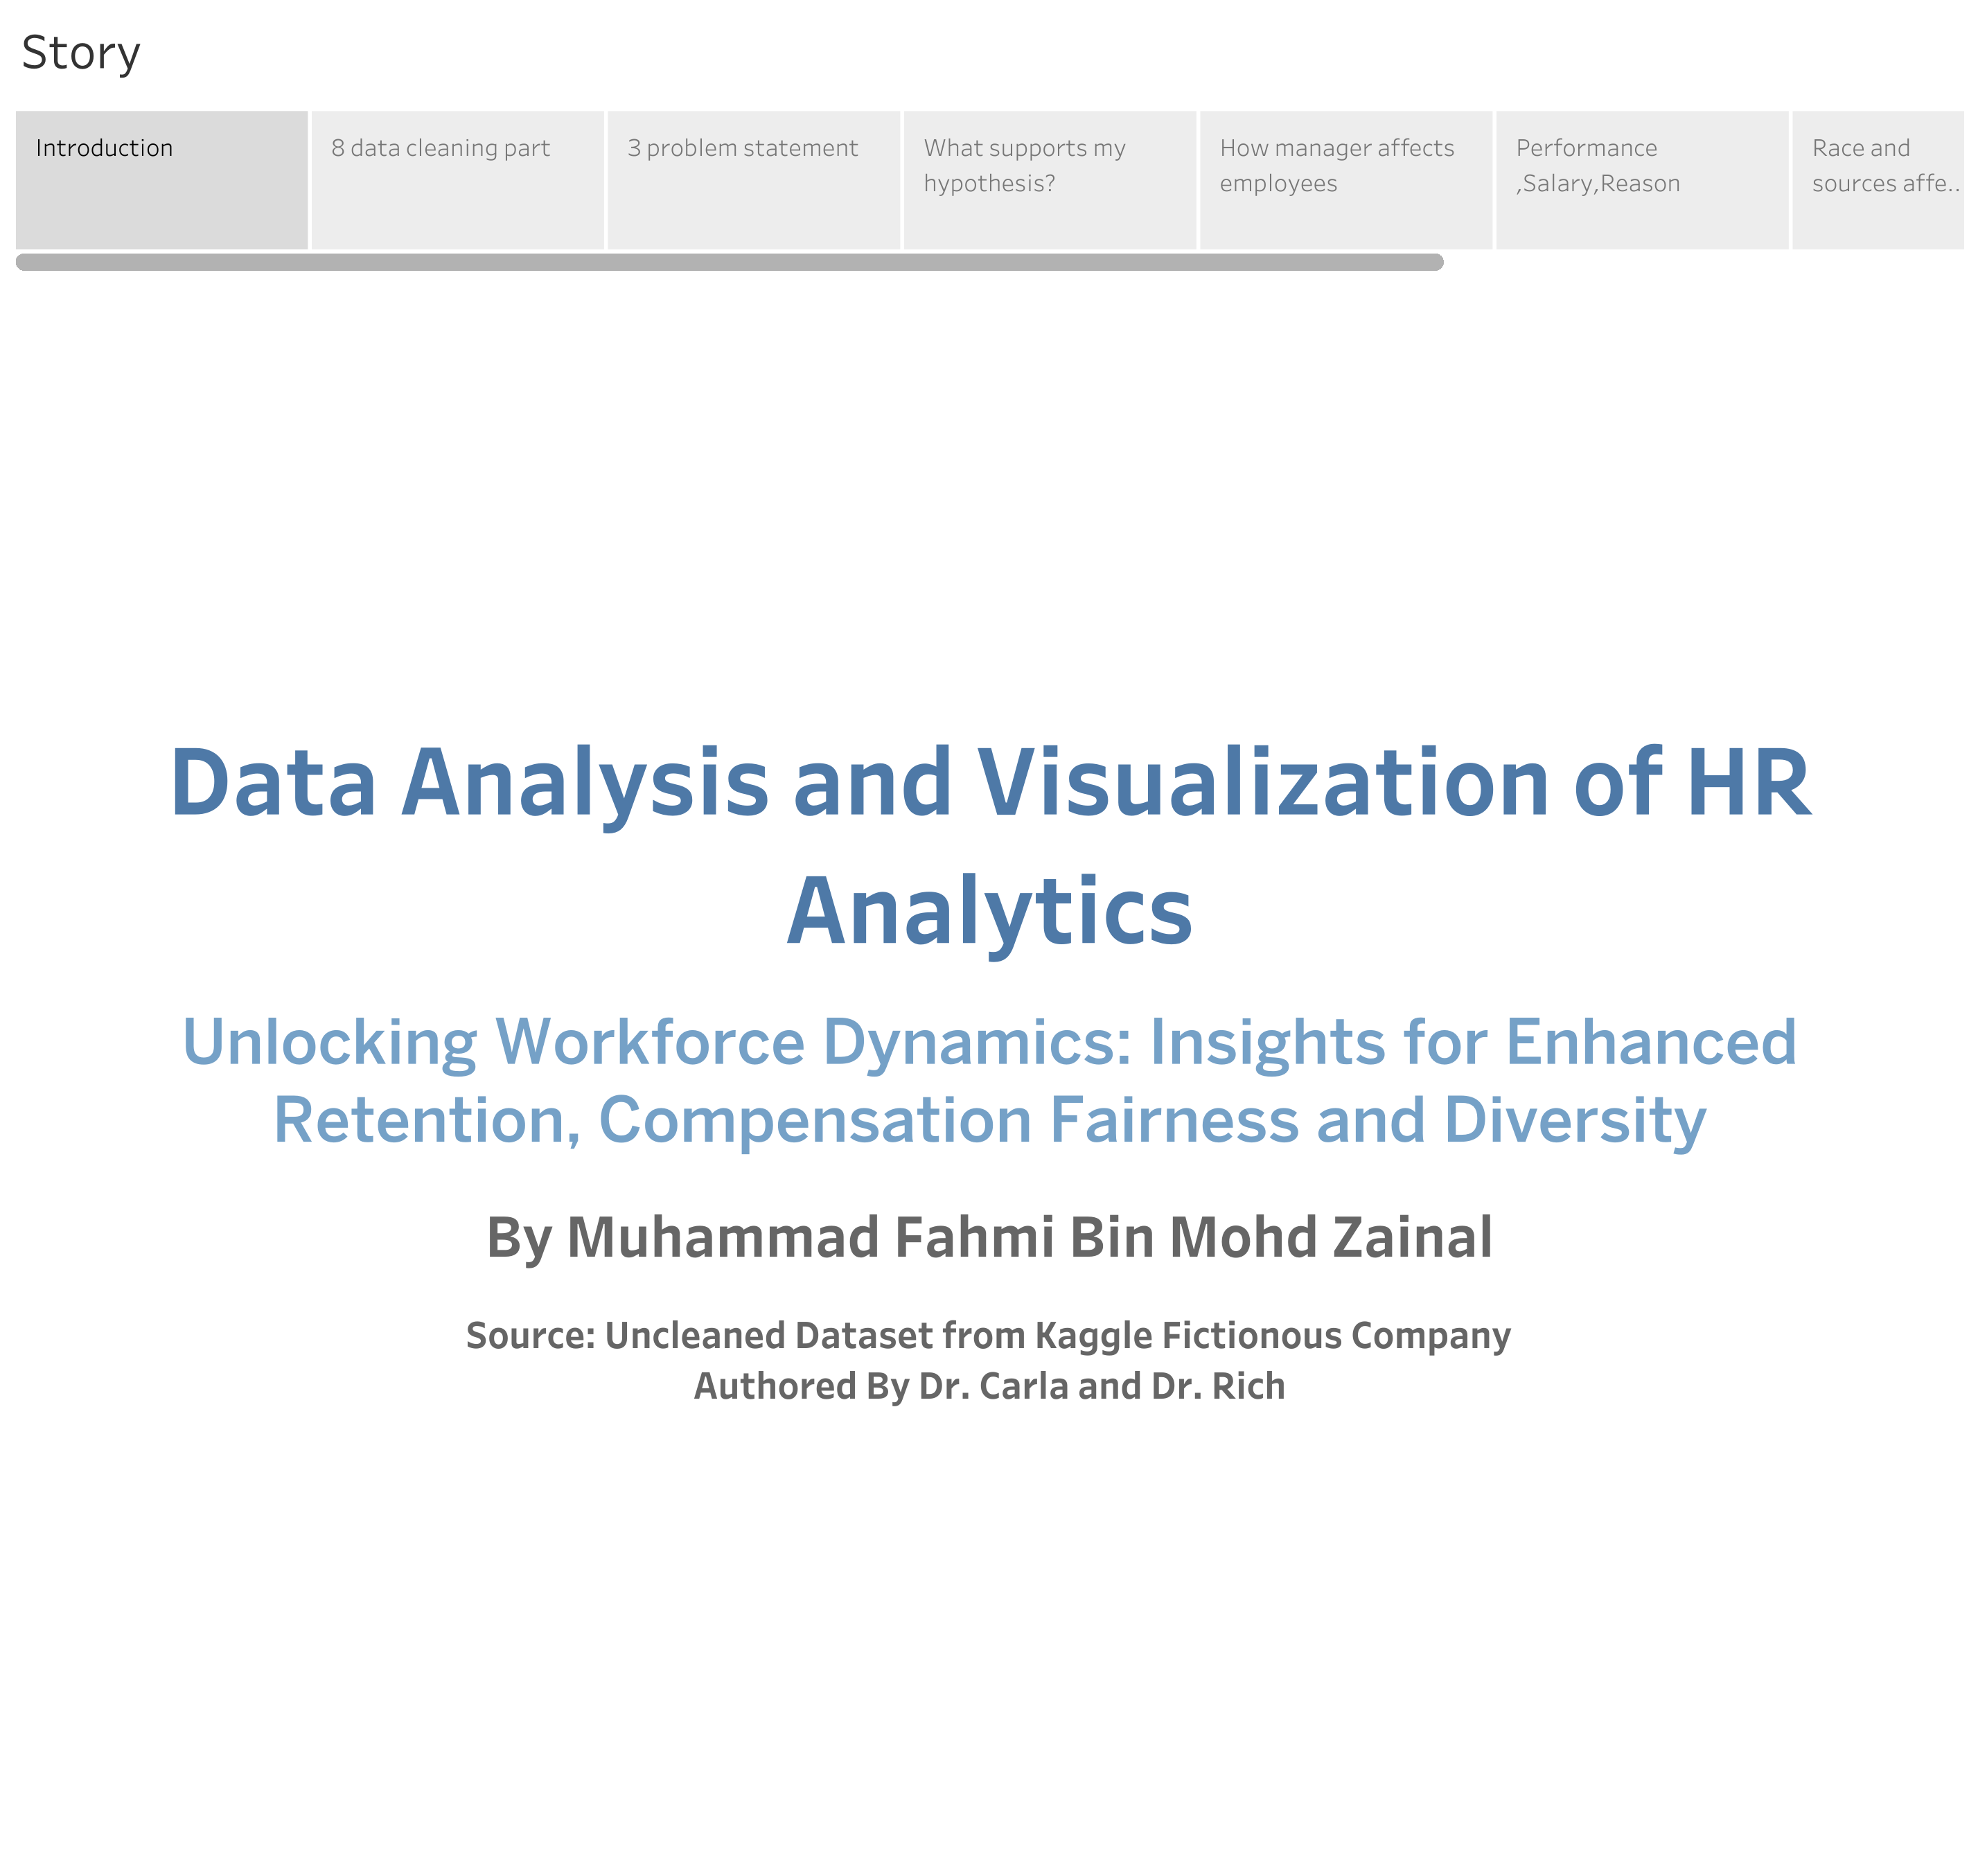 Story
Introduction
8 data cleaning part
3 problem statement
What supports my
hypothesis?
How manager affects
employees
Performance
,Salary,Reason
Race and
sources affe..
Data Analysis and Visualization of HR
Analytics
Unlocking Workforce Dynamics: Insights for Enhanced
Retention, Compensation Fairness and Diversity
By Muhammad Fahmi Bin Mohd Zainal
Source: Uncleaned Dataset from Kaggle Fictionous Company
Authored By Dr. Carla and Dr. Rich